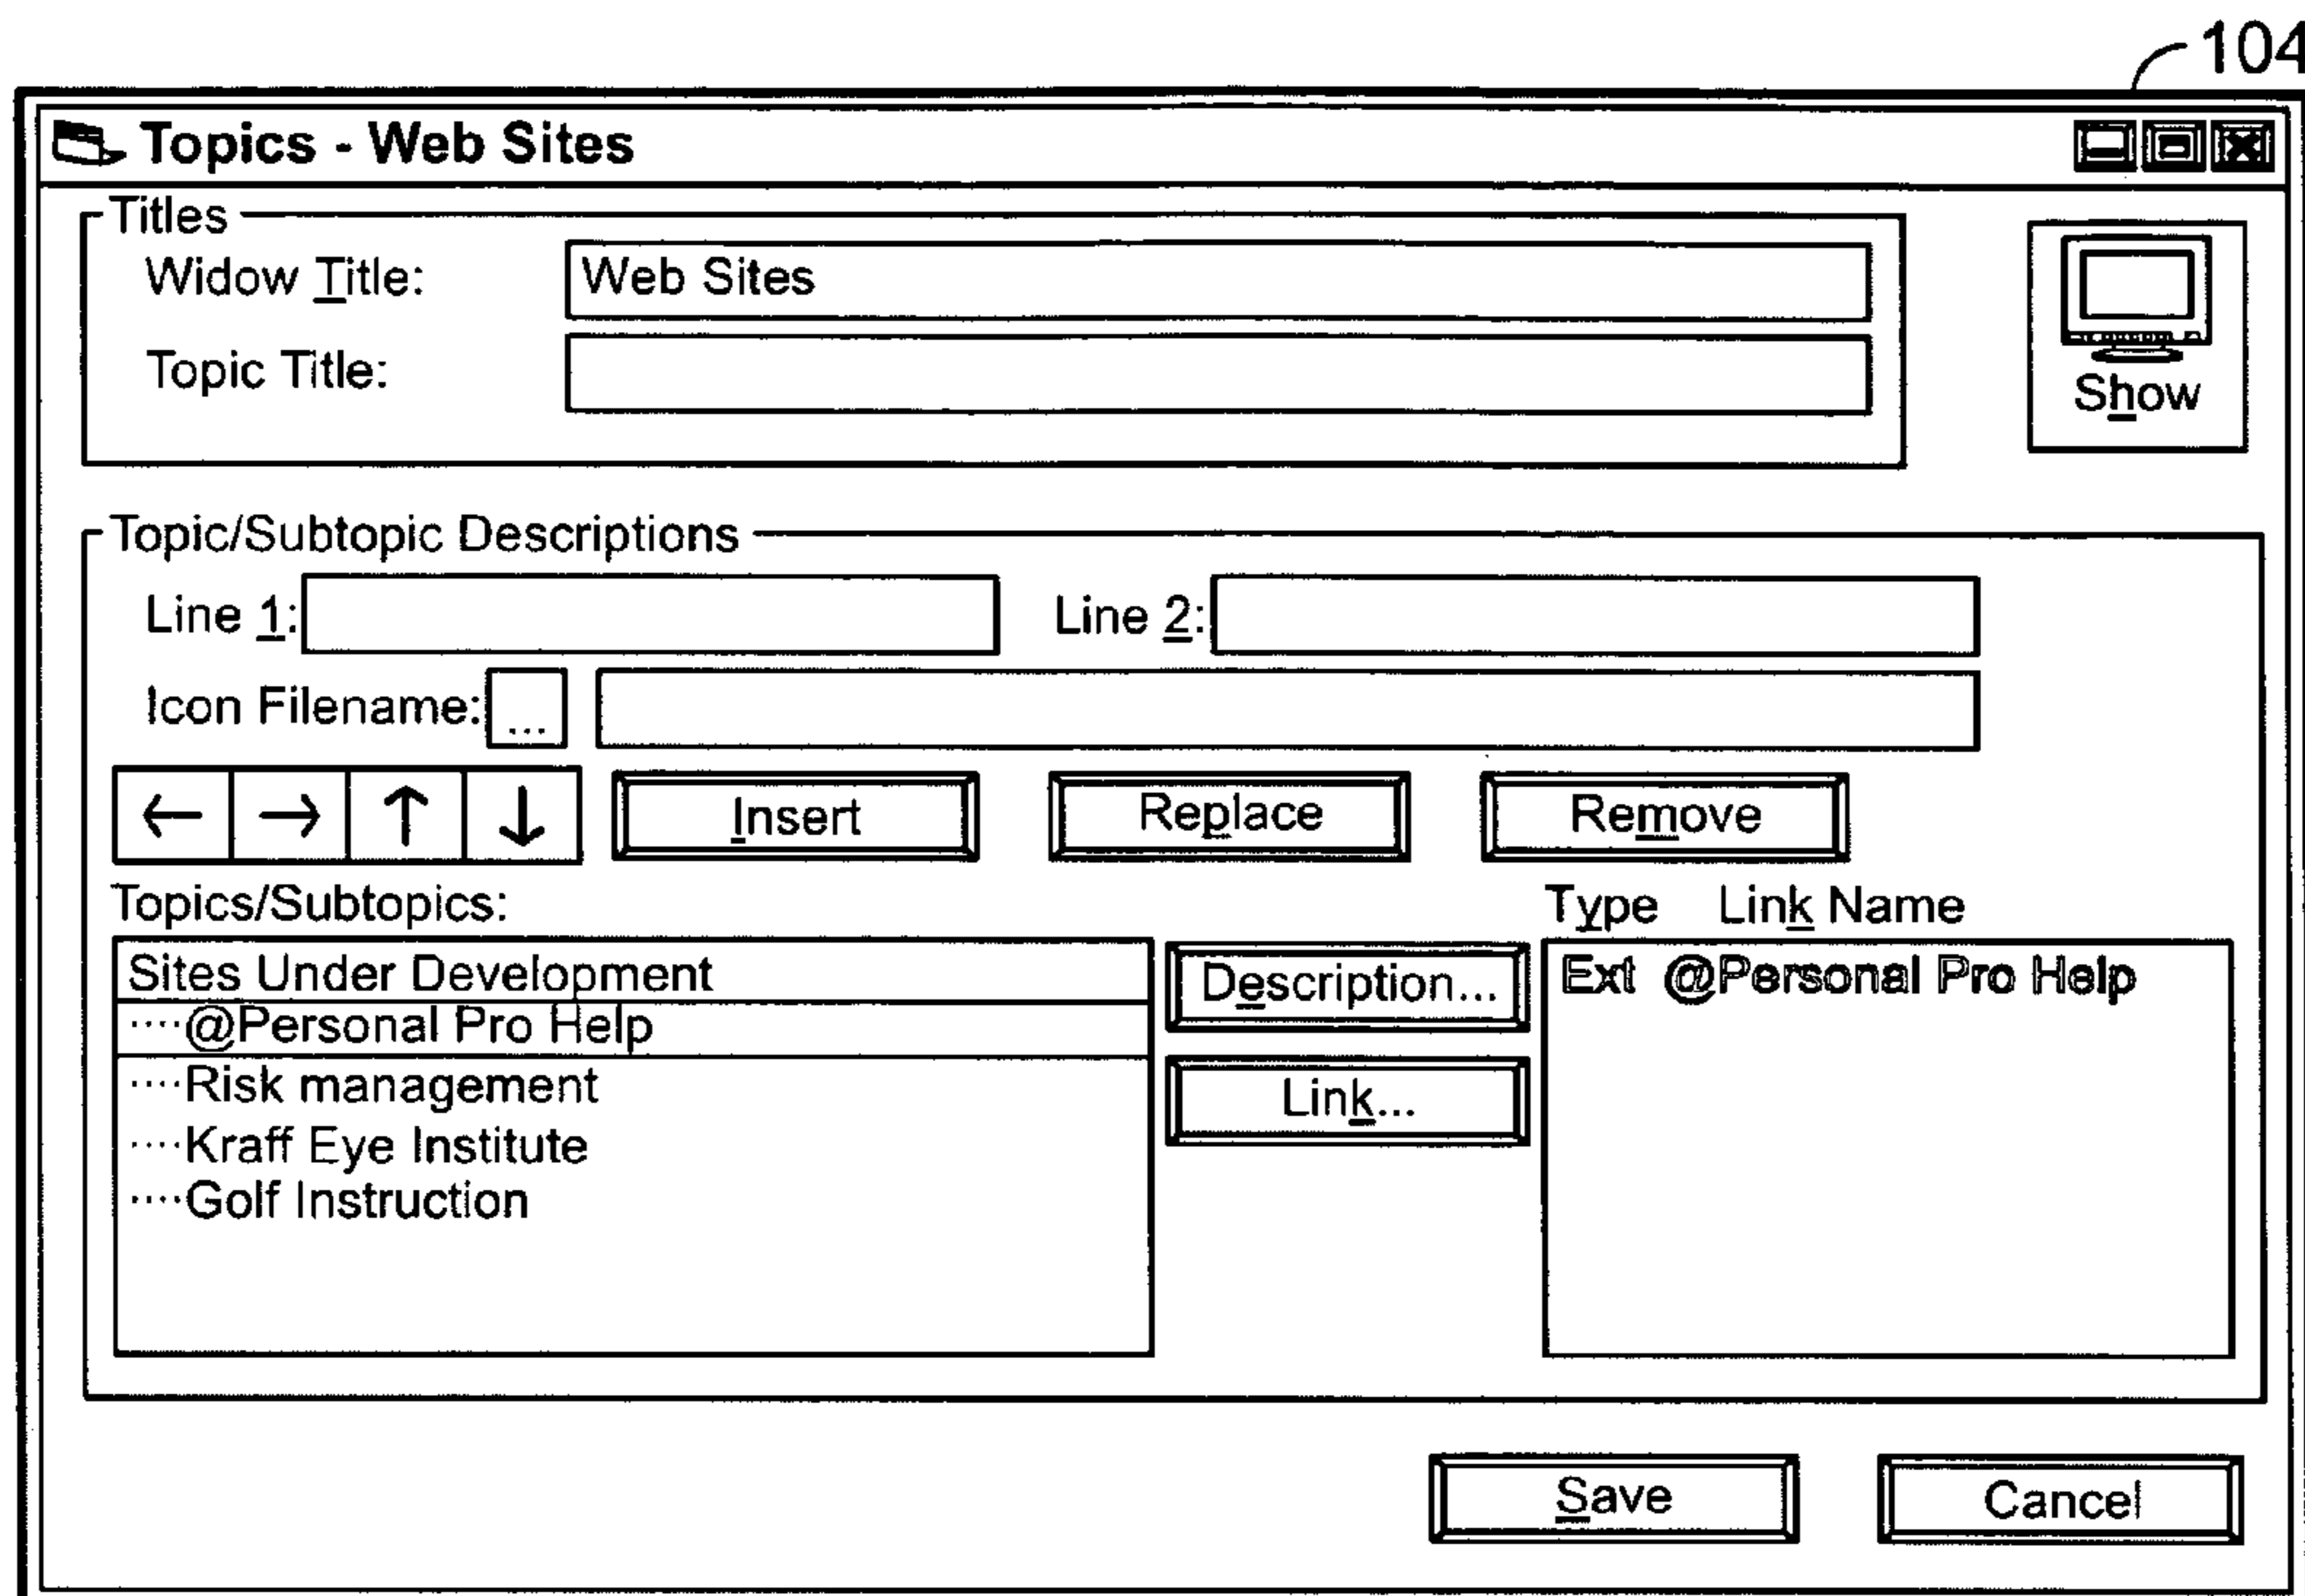 104
Topics - Web Sites
Titles
Widow Title: Web Sites
Topic Title:
Show
Topic/Subtopic Descriptions
Line 1: Line 2:
Icon Filename: ...
← → ↑ ↓ Insert Replace Remove
Topics/Subtopics: Type Link Name
Sites Under Development Description... Ext @Personal Pro Help
····@Personal Pro Help
····Risk management Link...
····Kraff Eye Institute
····Golf Instruction
Save Cancel